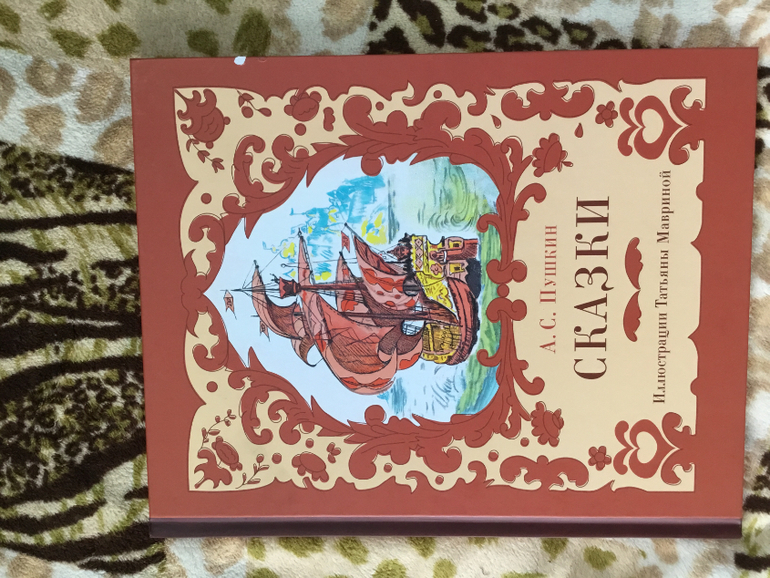 А. С. Пушкин
СКАЗКИ
Иллюстрации Татьяны Мавриной